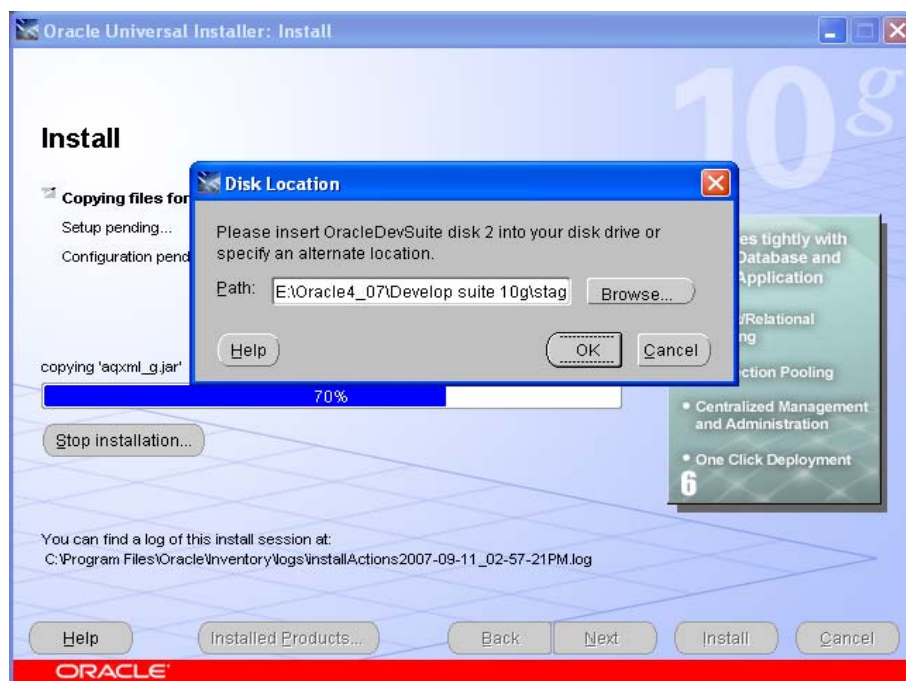 Oracle Universal Installer: Install
10g
Install
Copying files for
Setup pending...
Configuration pend
Disk Location
Please insert OracleDevSuite disk 2 into your disk drive or
specify an alternate location.
Path: E:\Oracle4_07\Develop suite 10g\stag Browse...
Help OK Cancel
es tightly with
Database and
Application
/Relational
ng
ection Pooling
• Centralized Management
and Administration
• One Click Deployment
6
copying 'aqxml_g.jar'
70%
Stop installation...
You can find a log of this install session at:
C:\Program Files\Oracle\Inventory\logs\installActions2007-09-11_02-57-21PM.log
Help Installed Products... Back Next Install Cancel
ORACLE